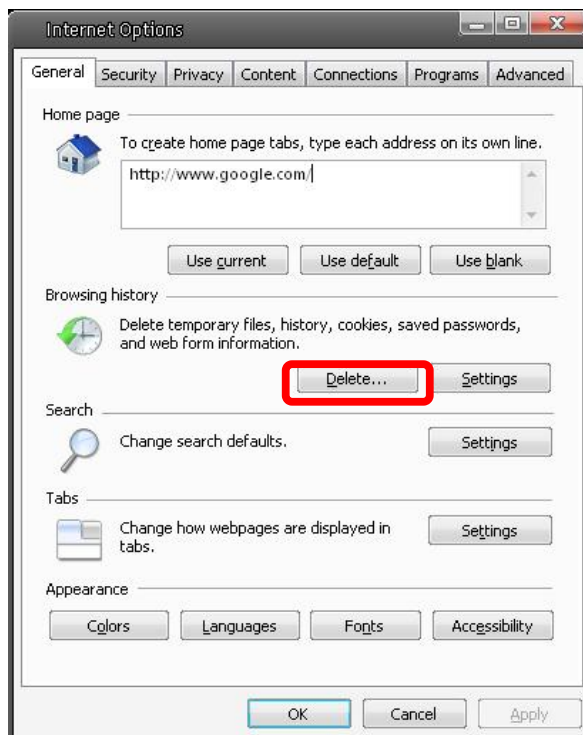 Internet Options
General Security Privacy Content Connections Programs Advanced
Home page
To create home page tabs, type each address on its own line.
http://www.google.com/
Use current Use default Use blank
Browsing history
Delete temporary files, history, cookies, saved passwords,
and web form information.
Delete... Settings
Search
Change search defaults. Settings
Tabs
Change how webpages are displayed in
tabs.
Settings
Appearance
Colors Languages Fonts Accessibility
OK Cancel Apply